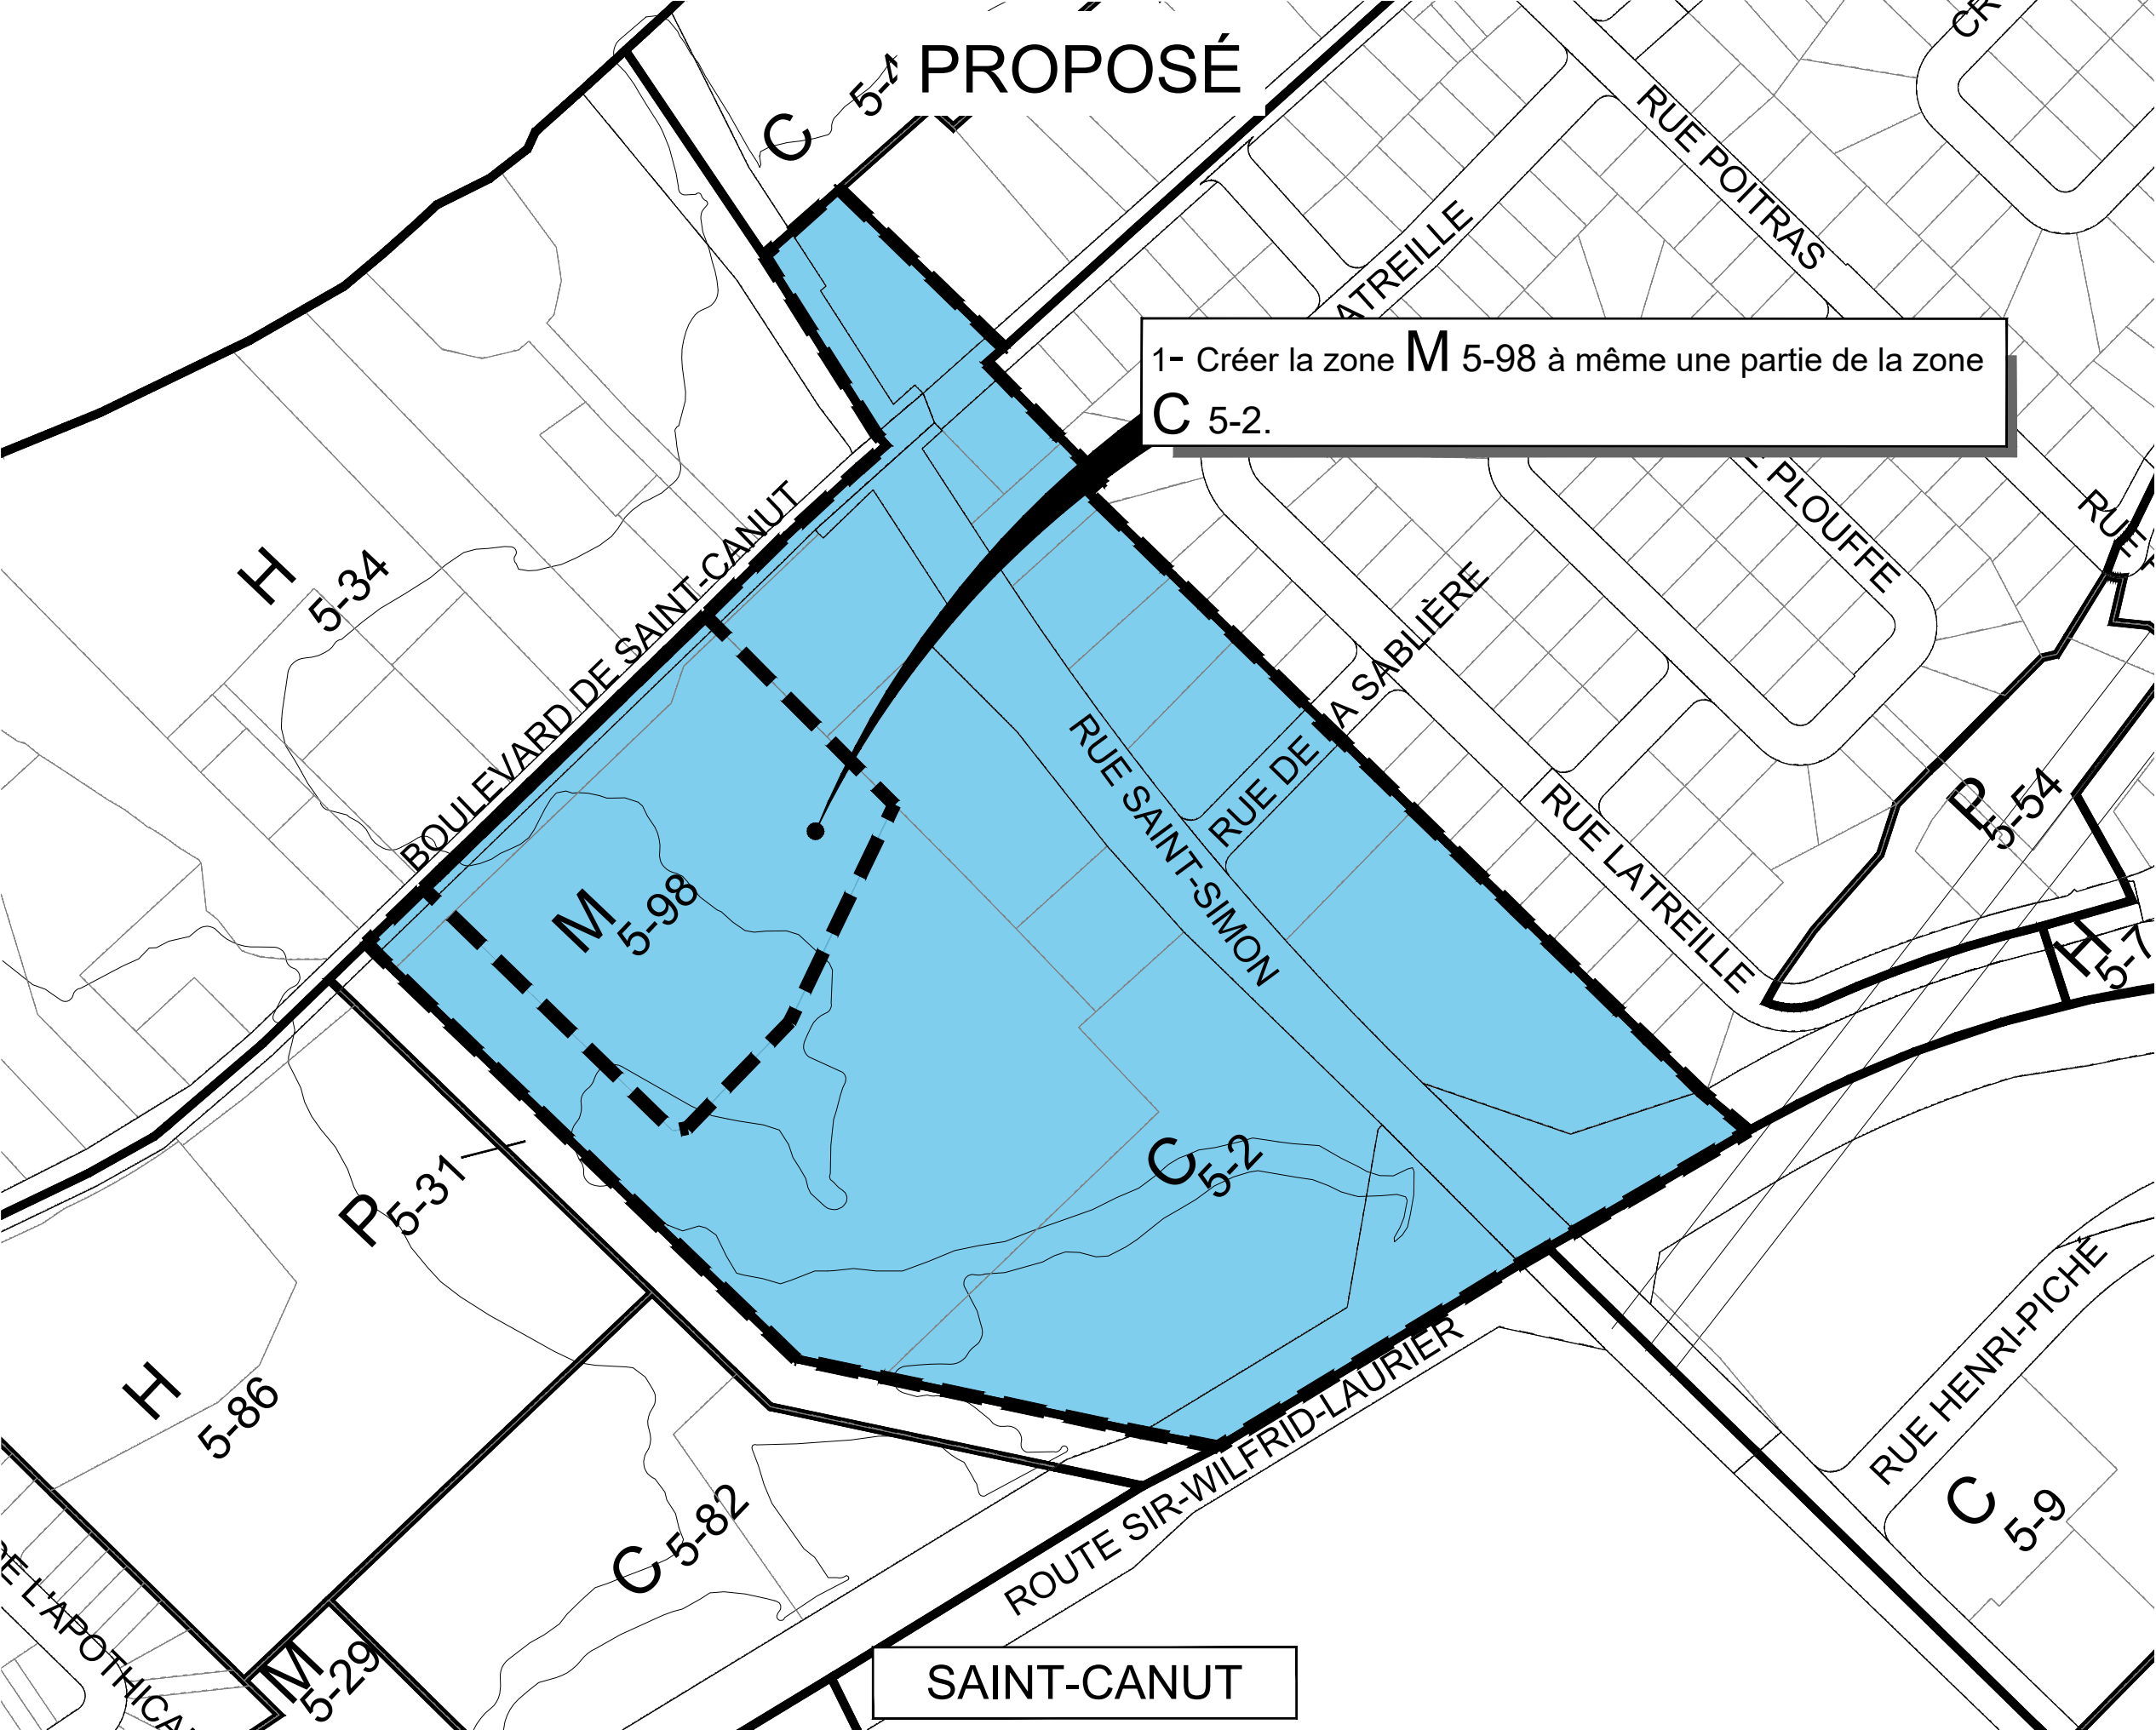 PROPOSÉ
C 5-4
RUE POITRAS
1- Créer la zone M 5-98 à même une partie de la zone
C 5-2.
PLOUFFE
H 5-34
BOULEVARD DE SAINT-CANUT
RUE SAINT-SIMON
RUE DE
A SABLIÈRE
RUE LATREILLE
P 5-54
M 5-98
C 5-2
P 5-31
H 5-86
C 5-82
ROUTE SIR-WILFRID-LAURIER
RUE HENRI-PICHÉ
C 5-9
M 5-29
SAINT-CANUT